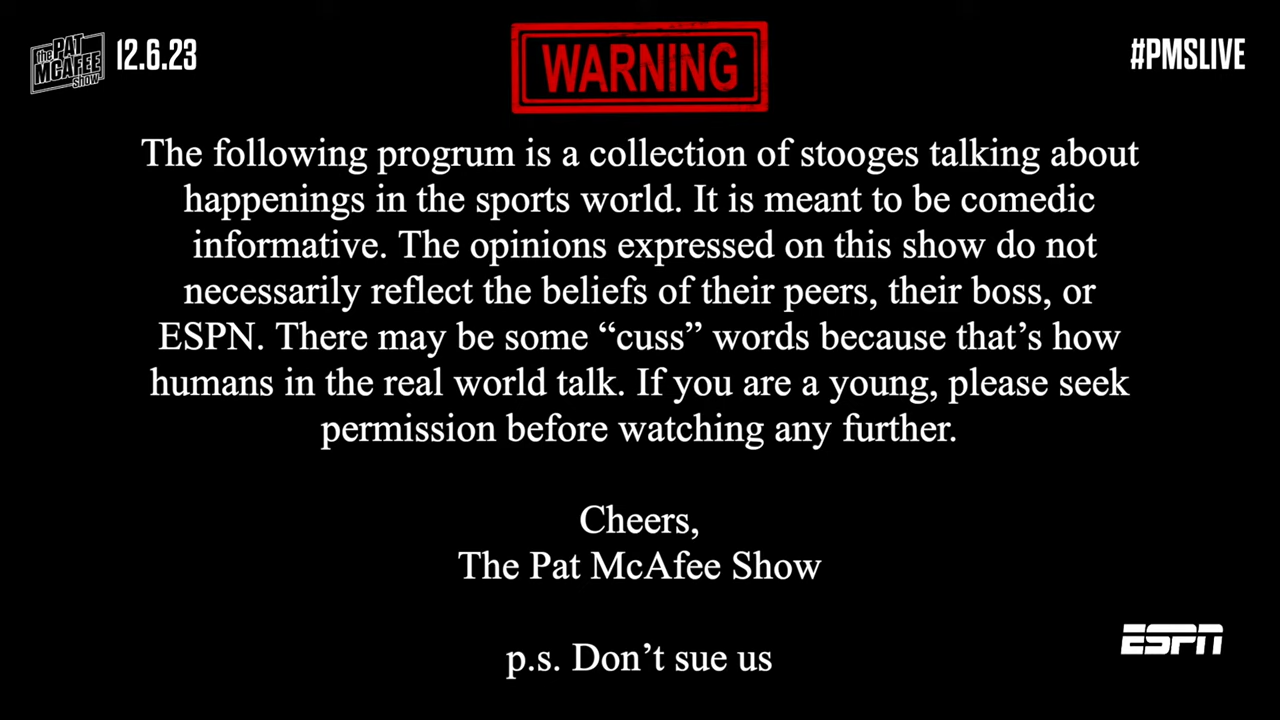 The PAT MCAFEE Show
12.6.23
WARNING
#PMSLIVE
The following progrum is a collection of stooges talking about
happenings in the sports world. It is meant to be comedic
informative. The opinions expressed on this show do not
necessarily reflect the beliefs of their peers, their boss, or
ESPN. There may be some “cuss” words because that’s how
humans in the real world talk. If you are a young, please seek
permission before watching any further.
Cheers,
The Pat McAfee Show
ESPN
p.s. Don’t sue us